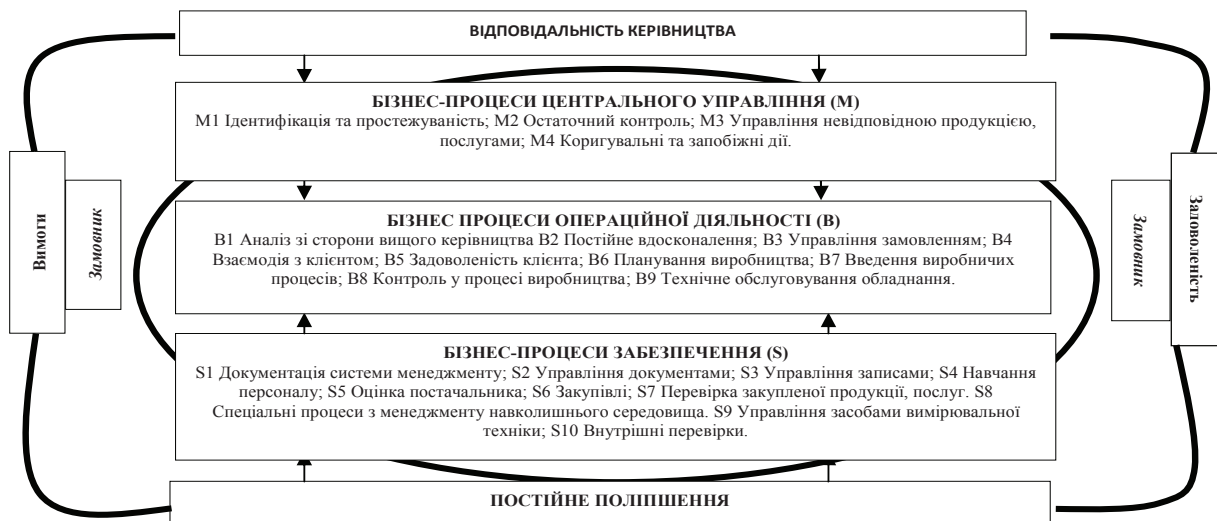 ВІДПОВІДАЛЬНІСТЬ КЕРІВНИЦТВА
БІЗНЕС-ПРОЦЕСИ ЦЕНТРАЛЬНОГО УПРАВЛІННЯ (М)
М1 Ідентифікація та простежуваність; М2 Остаточний контроль; М3 Управління невідповідною продукцією,
послугами; М4 Коригувальні та запобіжні дії.
Вимоги
Замовник
БІЗНЕС ПРОЦЕСИ ОПЕРАЦІЙНОЇ ДІЯЛЬНОСТІ (В)
В1 Аналіз зі сторони вищого керівництва В2 Постійне вдосконалення; В3 Управління замовленням; В4
Взаємодія з клієнтом; В5 Задоволеність клієнта; В6 Планування виробництва; В7 Введення виробничих
процесів; В8 Контроль у процесі виробництва; В9 Технічне обслуговування обладнання.
Замовник
Задоволеність
БІЗНЕС-ПРОЦЕСИ ЗАБЕЗПЕЧЕННЯ (S)
S1 Документація системи менеджменту; S2 Управління документами; S3 Управління записами; S4 Навчання
персоналу; S5 Оцінка постачальника; S6 Закупівлі; S7 Перевірка закупленої продукції, послуг. S8
Спеціальні процеси з менеджменту навколишнього середовища. S9 Управління засобами вимірювальної
техніки; S10 Внутрішні перевірки.
ПОСТІЙНЕ ПОЛІПШЕННЯ